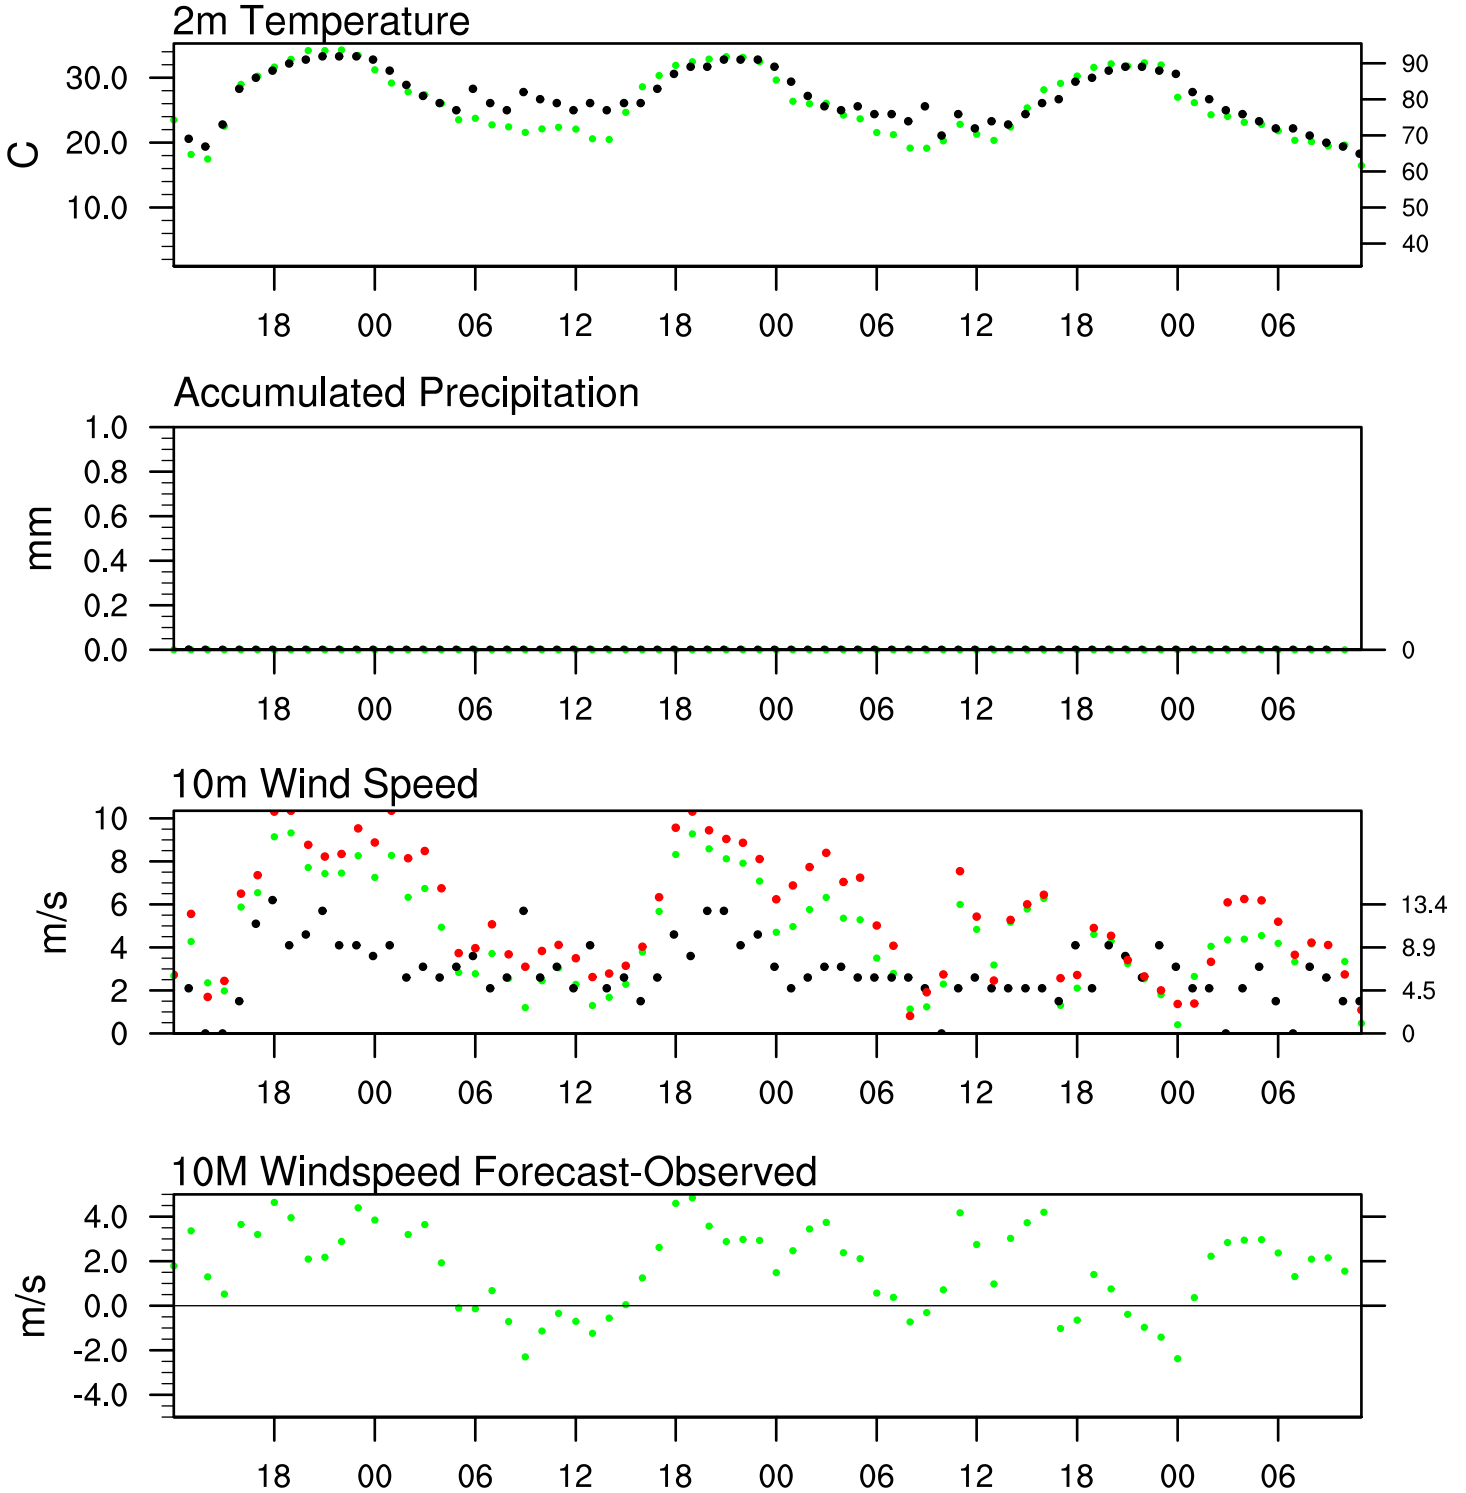 2m Temperature
C
30.0
20.0
10.0
90
80
70
60
50
40
18 00 06 12 18 00 06 12 18 00 06
Accumulated Precipitation
mm
1.0
0.8
0.6
0.4
0.2
0.0
0
18 00 06 12 18 00 06 12 18 00 06
10m Wind Speed
m/s
10
8
6
4
2
0
13.4
8.9
4.5
0
18 00 06 12 18 00 06 12 18 00 06
10M Windspeed Forecast-Observed
m/s
4.0
2.0
0.0
-2.0
-4.0
18 00 06 12 18 00 06 12 18 00 06